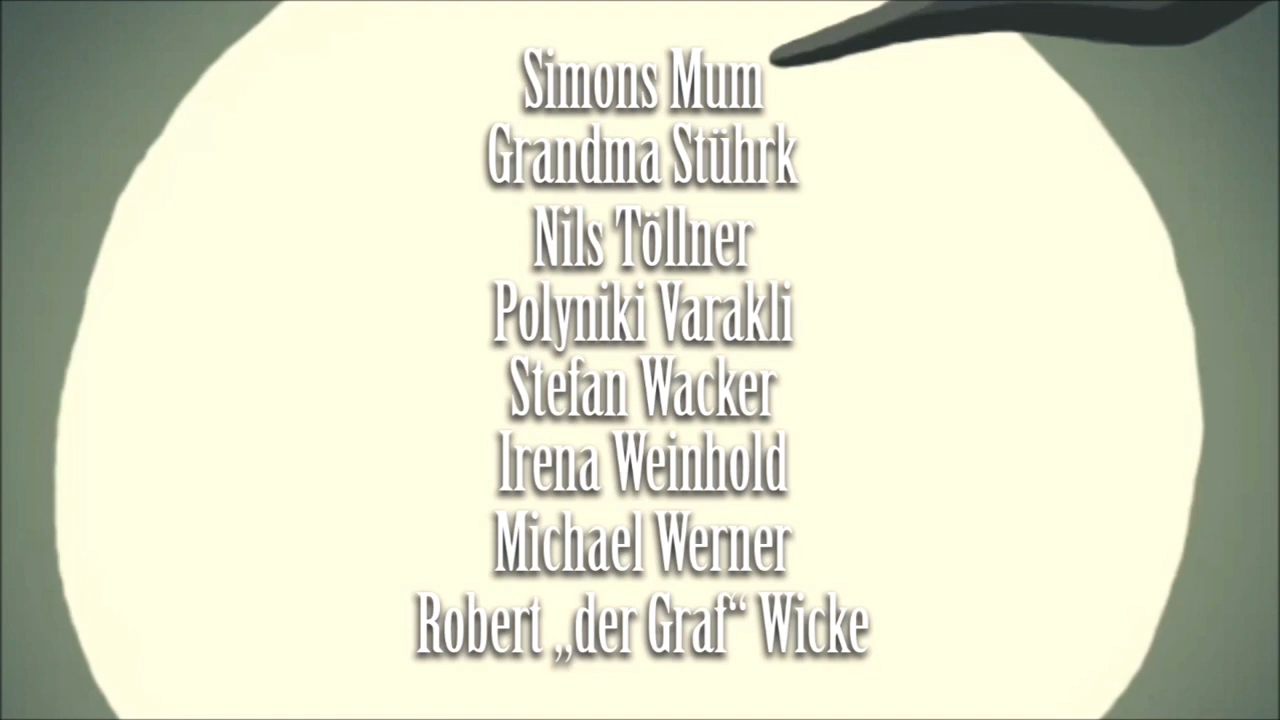 Simons Mum
Grandma Stührk
Nils Töllner
Polyniki Varakli
Stefan Wacker
Irena Weinhold
Michael Werner
Robert „der Graf“ Wicke